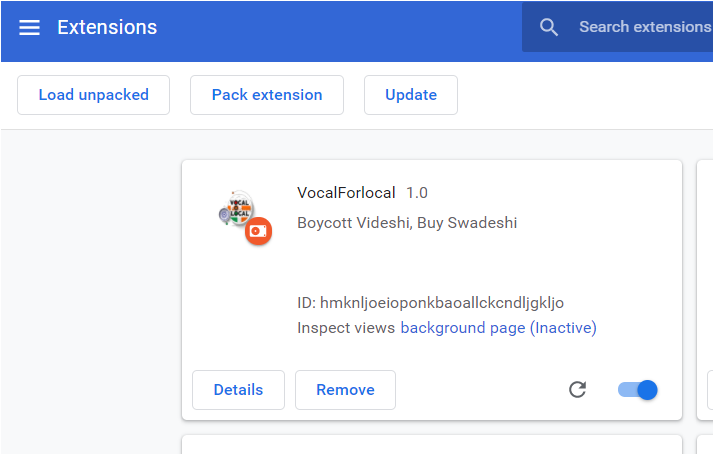 Extensions
Search extensions
Load unpacked
Pack extension
Update
VOCAL
LOCAL
VocalForlocal 1.0
Boycott Videshi, Buy Swadeshi
ID: hmknljoeioponkbaoallckcndljgkljo
Inspect views background page (Inactive)
Details
Remove